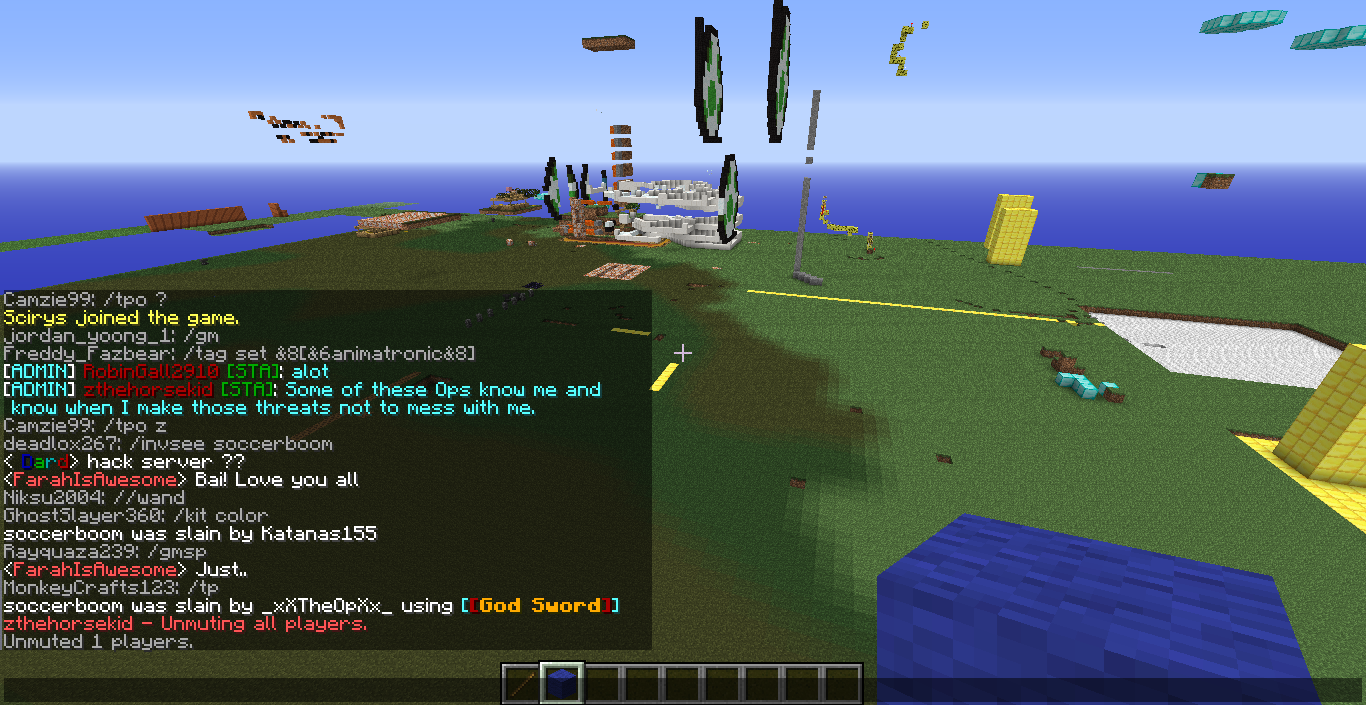 Camzie99: /tpo ?
Scirys joined the game.
jordan_yoong_1: /gm
Freddy_Fazbear: /tag set &8[&6animatronic&8]
[ADMIN] RobinGall2910 [STA]: alot
[ADMIN] zthehorsekid [STA]: Some of these Ops know me and
know when I make those threats not to mess with me.
Camzie99: /tpo z
deadlox267: /invsee soccerboom
< Dard> hack server ??
<FarahIsAwesome> Bai! Love you all
Niksu2004: //wand
GhostSlayer360: /kit color
soccerboom was slain by Katanas155
Rayquaza239: /gmsp
<FarahIsAwesome> Just..
MonkeyCrafts123: /tp
soccerboom was slain by _xXTheOpXx_ using [[God Sword]]
zthehorsekid - Unmuting all players.
Unmuted 1 players.